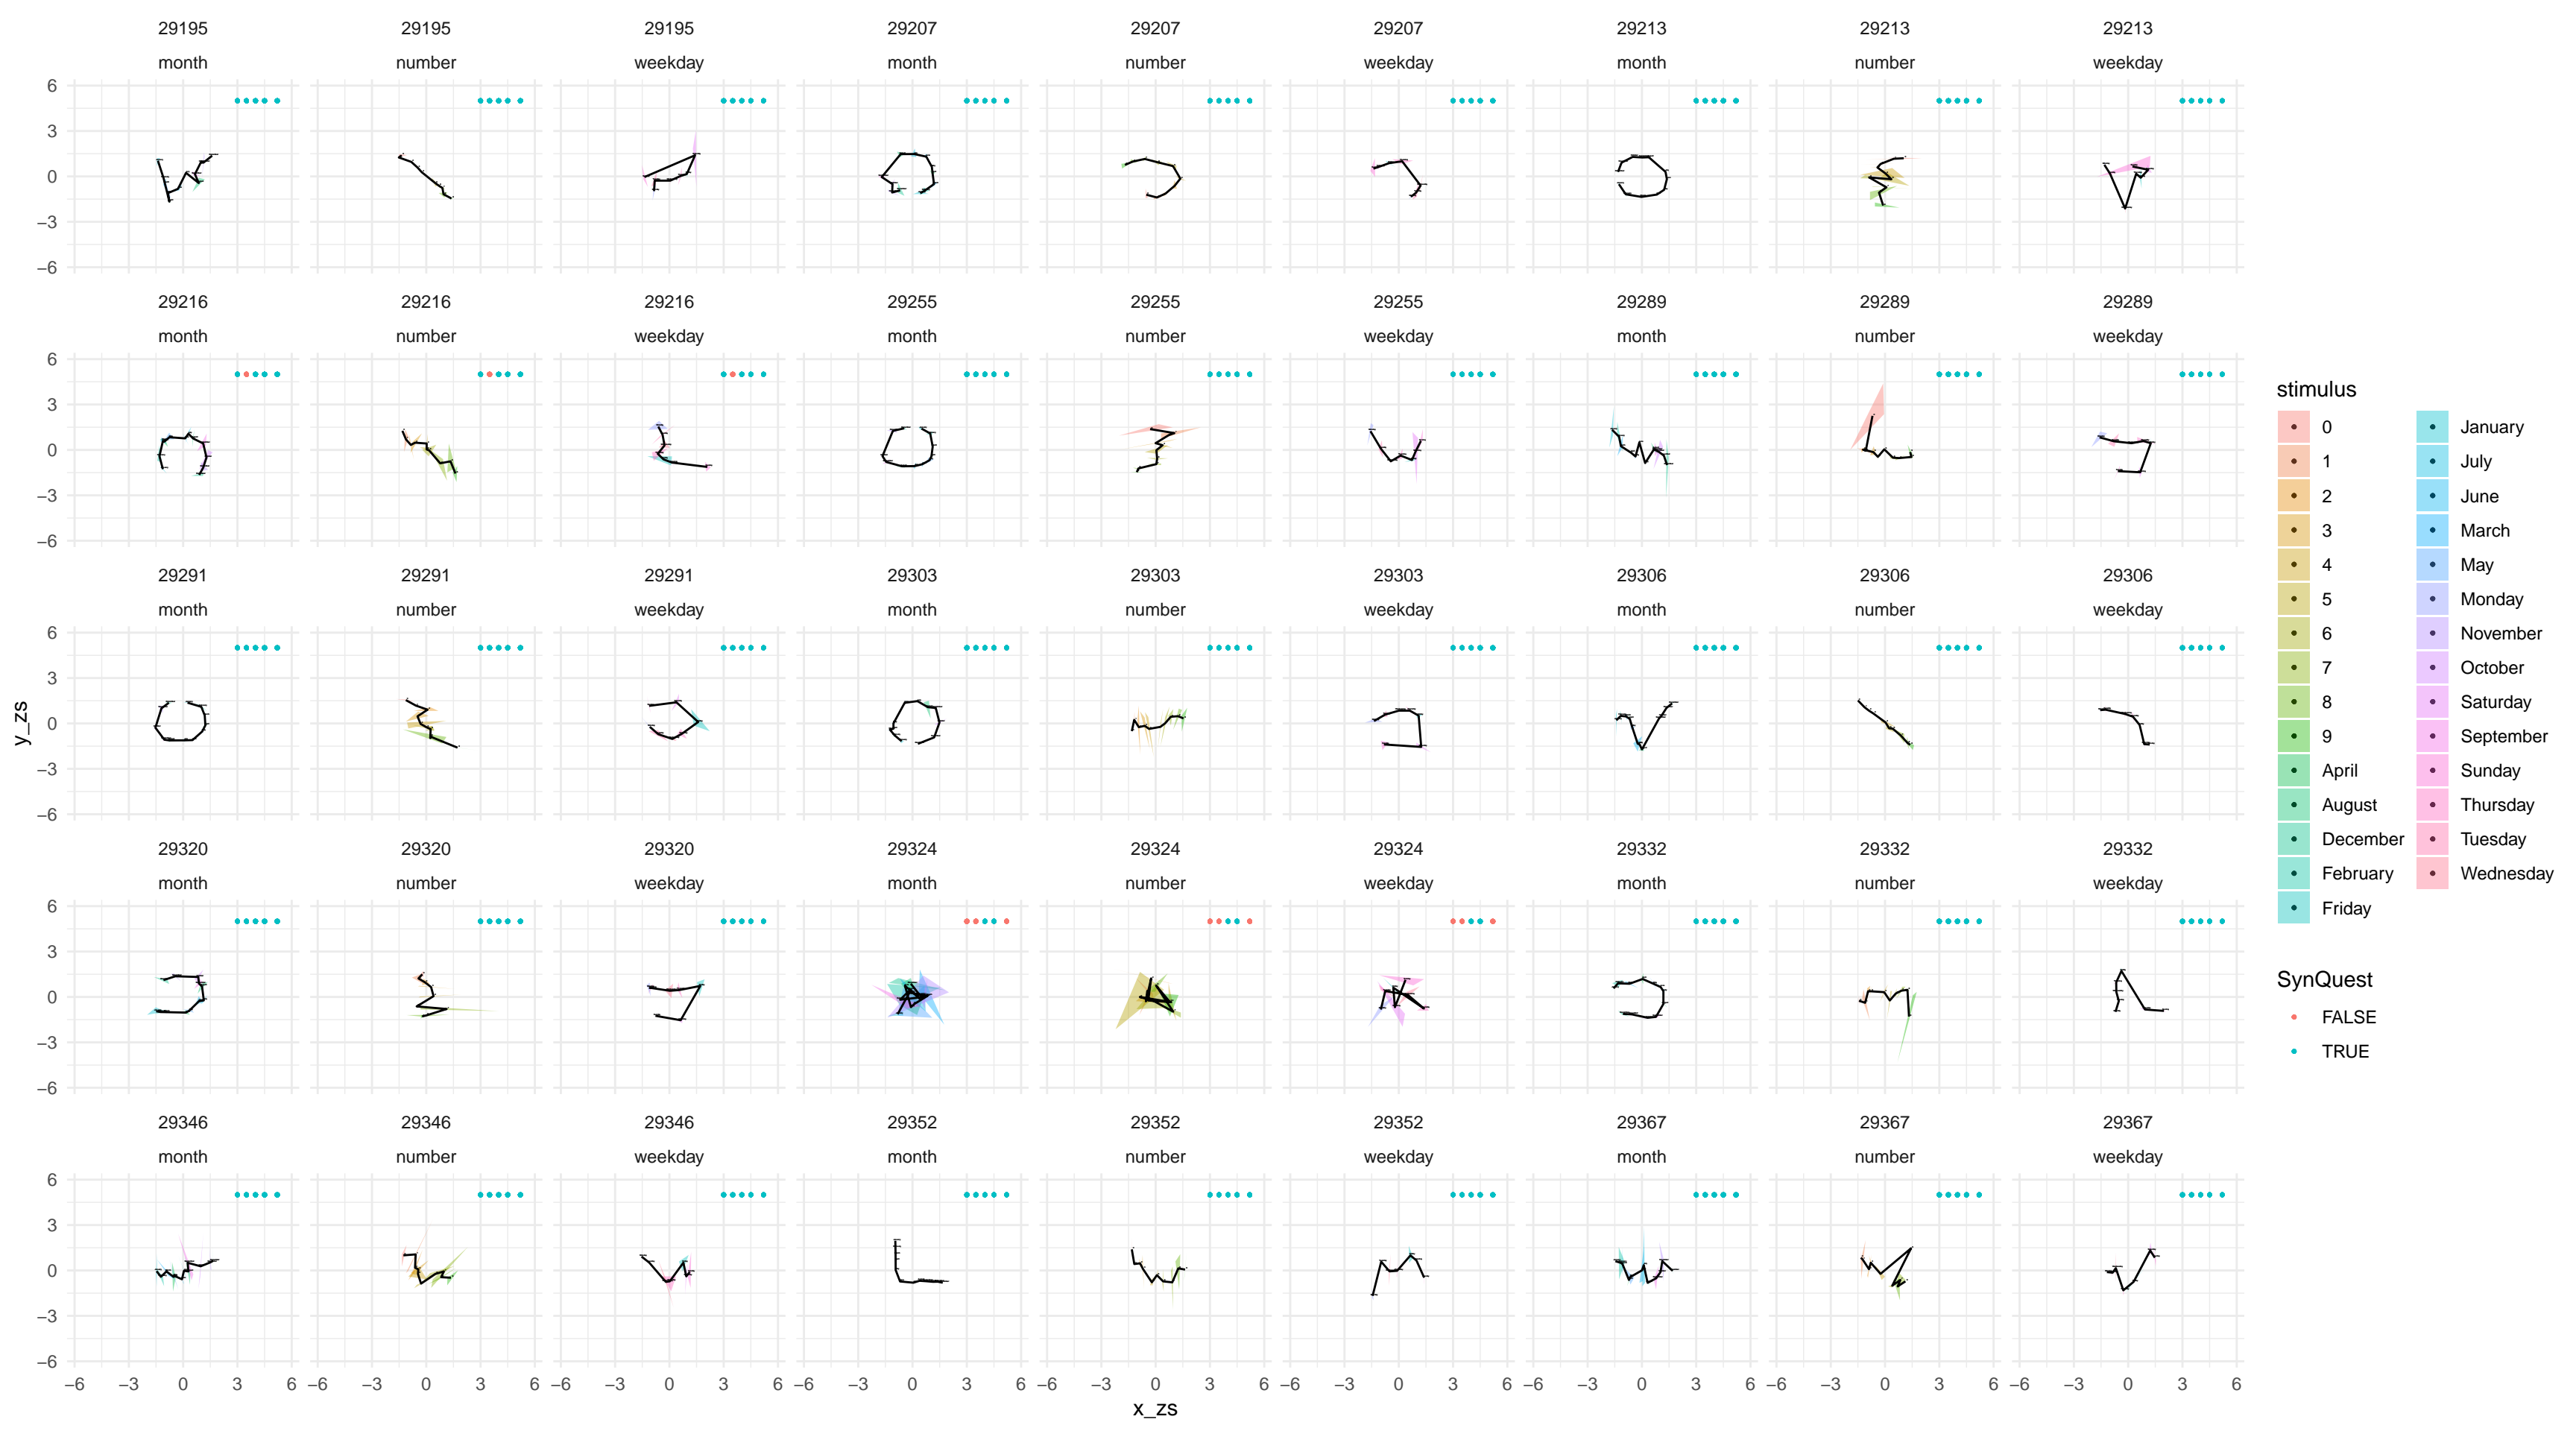 29195 29195 29195 29207 29207 29207 29213 29213 29213
month number weekday month number weekday month number weekday
6
3
0
−3
−6
29216 29216 29216 29255 29255 29255 29289 29289 29289
month number weekday month number weekday month number weekday
6
3
0
−3
−6
29291 29291 29291 29303 29303 29303 29306 29306 29306
month number weekday month number weekday month number weekday
6
3
0
−3
−6
29320 29320 29320 29324 29324 29324 29332 29332 29332
month number weekday month number weekday month number weekday
6
3
0
−3
−6
29346 29346 29346 29352 29352 29352 29367 29367 29367
month number weekday month number weekday month number weekday
6
3
0
−3
−6
−6 −3 0 3 6 −6 −3 0 3 6 −6 −3 0 3 6 −6 −3 0 3 6 −6 −3 0 3 6 −6 −3 0 3 6 −6 −3 0 3 6 −6 −3 0 3 6 −6 −3 0 3 6
x_zs
y_zs
stimulus
0
1
2
3
4
5
6
7
8
9
April
August
December
February
Friday
January
July
June
March
May
Monday
November
October
Saturday
September
Sunday
Thursday
Tuesday
Wednesday
SynQuest
FALSE
TRUE